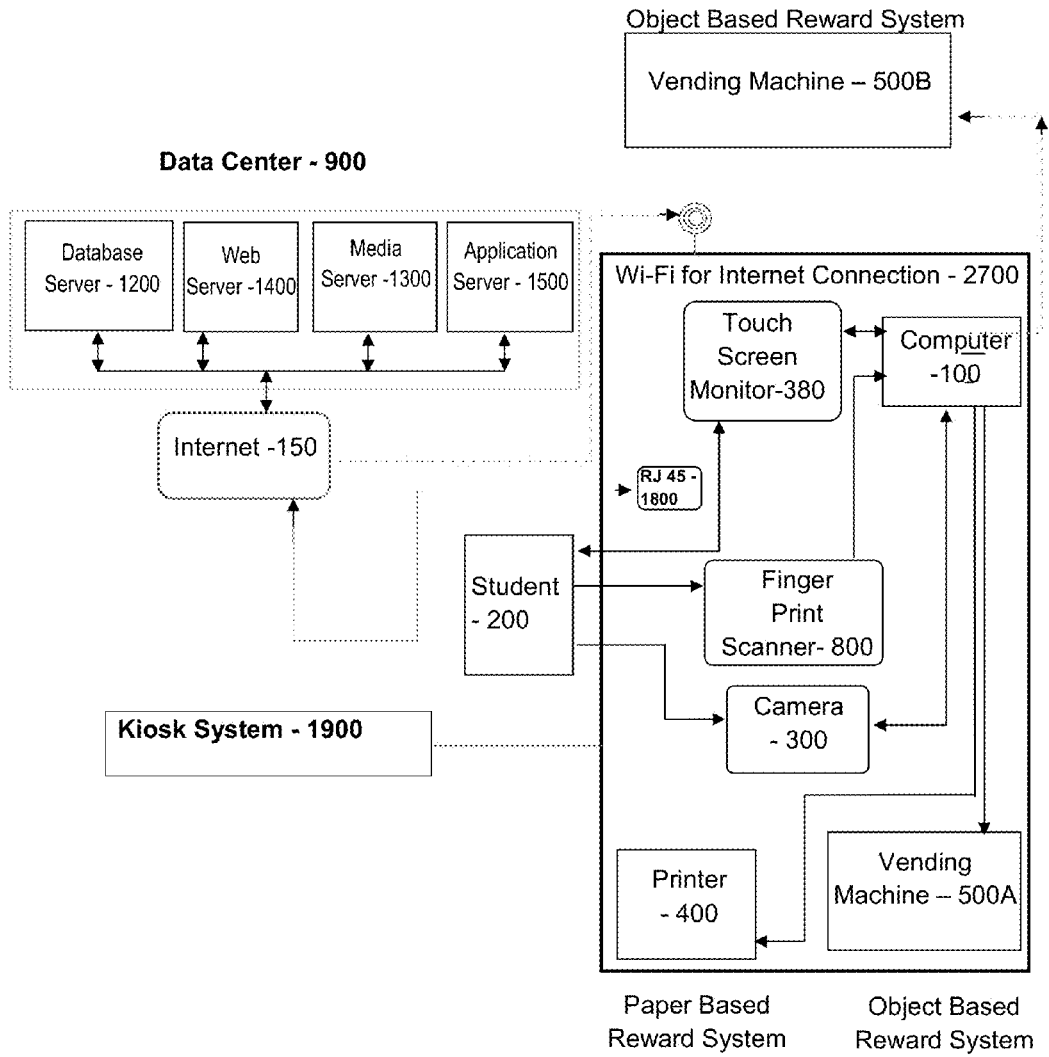 Object Based Reward System
Vending Machine – 500B
Data Center - 900
Database
Server - 1200
Web
Server -1400
Media
Server -1300
Application
Server - 1500
Internet -150
Wi-Fi for Internet Connection - 2700
Touch
Screen
Monitor-380
Computer
-100
RJ 45 -
1800
Student
- 200
Finger
Print
Scanner- 800
Camera
- 300
Kiosk System - 1900
Printer
- 400
Vending
Machine – 500A
Paper Based
Reward System
Object Based
Reward System